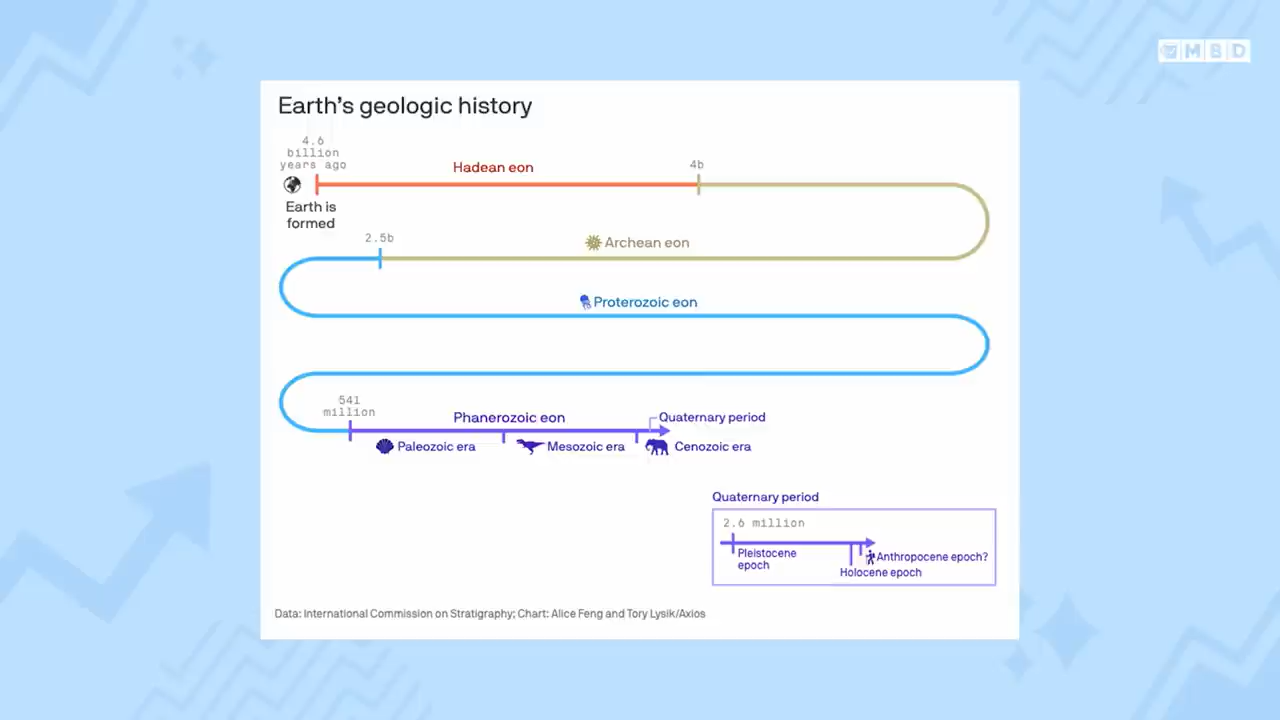 MBD
Earth's geologic history
4.6
billion
years ago
Hadean eon
4b
Earth is
formed
2.5b
Archean eon
Proterozoic eon
541
million
Phanerozoic eon
Quaternary period
Paleozoic era
Mesozoic era
Cenozoic era
Quaternary period
2.6 million
Pleistocene
epoch
Anthropocene epoch?
Holocene epoch
Data: International Commission on Stratigraphy; Chart: Alice Feng and Tory Lysik/Axios